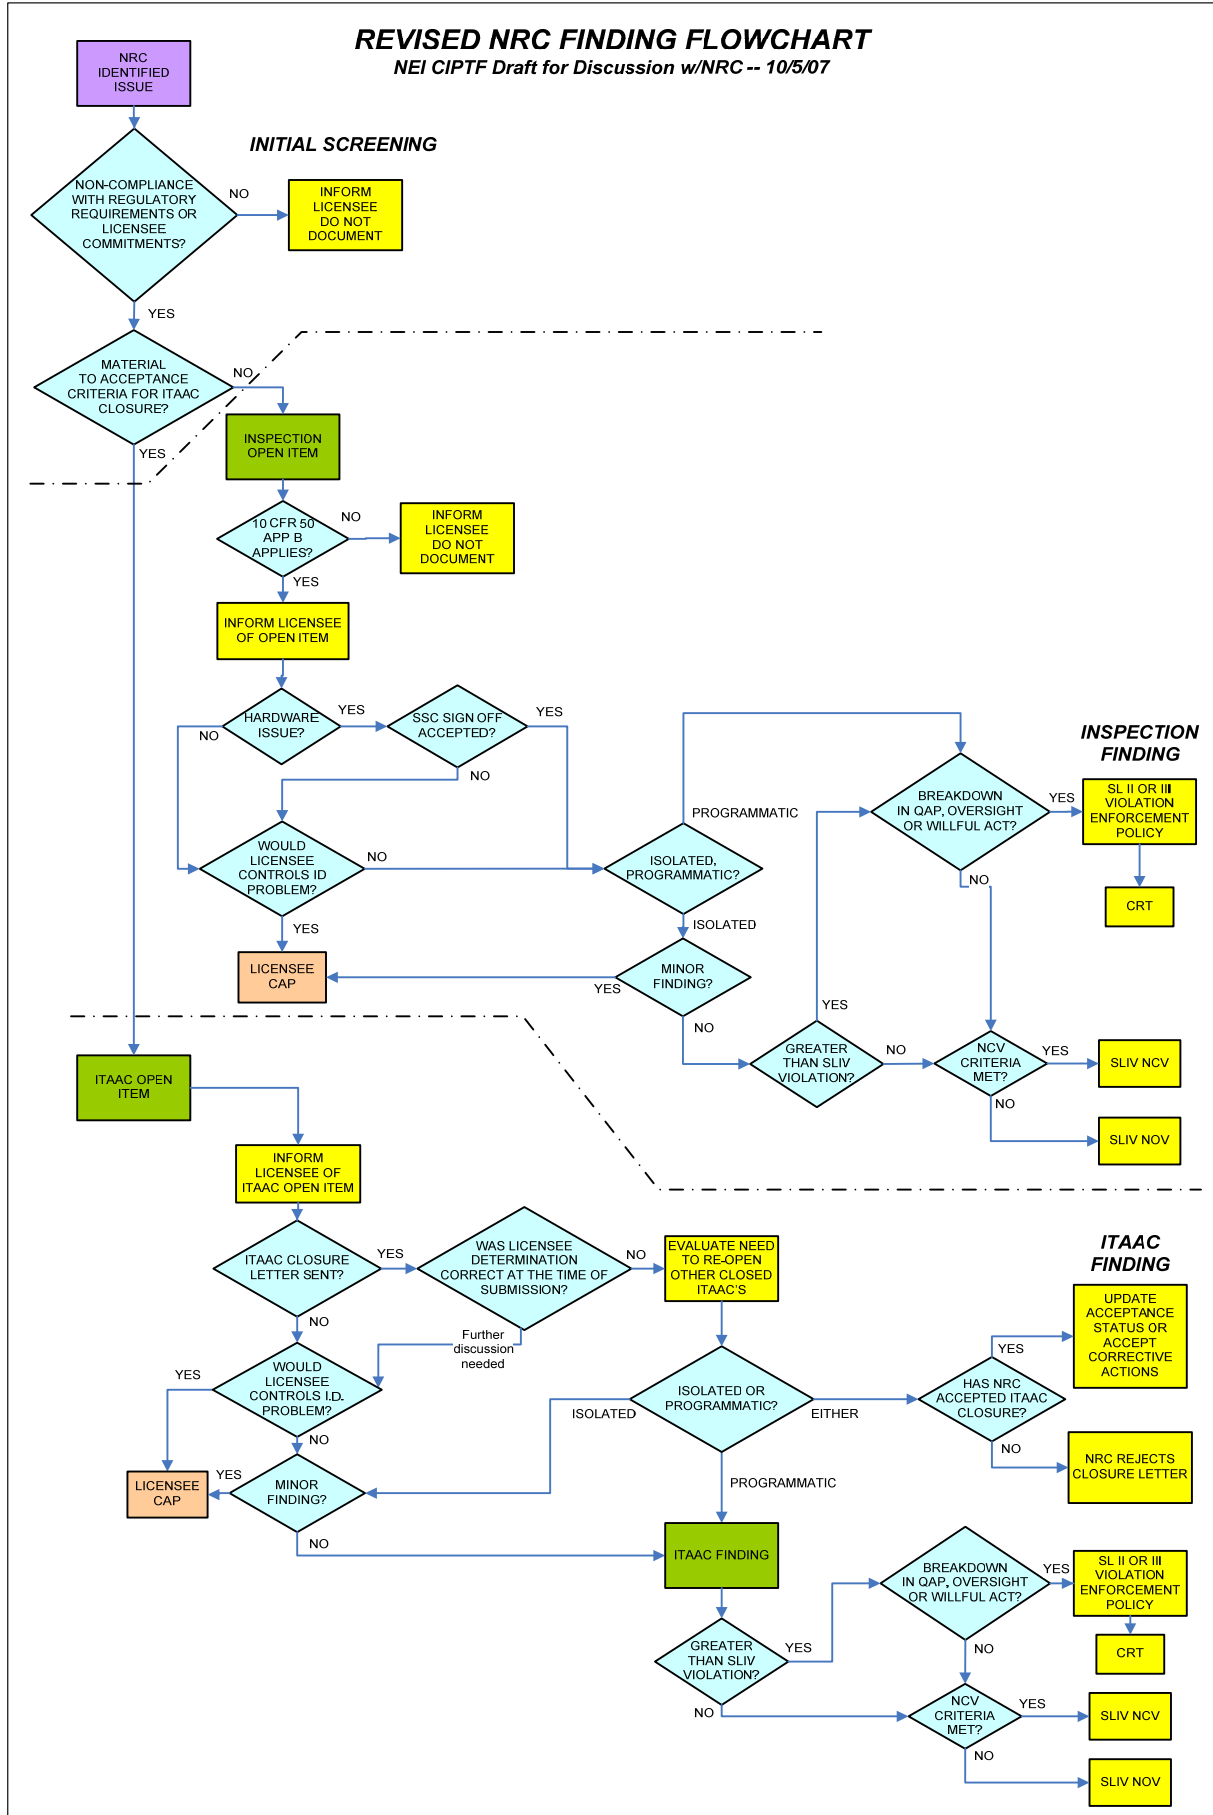 REVISED NRC FINDING FLOWCHART
NEI CIPTF Draft for Discussion w/NRC -- 10/5/07
NRC
IDENTIFIED
ISSUE
INITIAL SCREENING
NON-COMPLIANCE
WITH REGULATORY
REQUIREMENTS OR
LICENSEE
COMMITMENTS?
NO
INFORM
LICENSEE
DO NOT
DOCUMENT
YES
MATERIAL
TO ACCEPTANCE
CRITERIA FOR ITAAC
CLOSURE?
NO
YES
INSPECTION
OPEN ITEM
10 CFR 50
APP B
APPLIES?
NO
INFORM
LICENSEE
DO NOT
DOCUMENT
YES
INFORM LICENSEE
OF OPEN ITEM
HARDWARE
ISSUE?
YES
NO
SSC SIGN OFF
ACCEPTED?
YES
NO
WOULD
LICENSEE
CONTROLS ID
PROBLEM?
NO
YES
LICENSEE
CAP
ISOLATED,
PROGRAMMATIC?
PROGRAMMATIC
ISOLATED
MINOR
FINDING?
YES
NO
GREATER
THAN SLIV
VIOLATION?
YES
NO
BREAKDOWN
IN QAP, OVERSIGHT
OR WILLFUL ACT?
YES
NO
INSPECTION
FINDING
SL II OR III
VIOLATION
ENFORCEMENT
POLICY
CRT
NCV
CRITERIA
MET?
YES
NO
SLIV NCV
SLIV NOV
ITAAC OPEN
ITEM
INFORM
LICENSEE OF
ITAAC OPEN ITEM
ITAAC CLOSURE
LETTER SENT?
YES
NO
WAS LICENSEE
DETERMINATION
CORRECT AT THE TIME OF
SUBMISSION?
NO
Further
discussion
needed
EVALUATE NEED
TO RE-OPEN
OTHER CLOSED
ITAAC'S
ITAAC
FINDING
UPDATE
ACCEPTANCE
STATUS OR
ACCEPT
CORRECTIVE
ACTIONS
WOULD
LICENSEE
CONTROLS I.D.
PROBLEM?
YES
NO
ISOLATED OR
PROGRAMMATIC?
ISOLATED
EITHER
PROGRAMMATIC
HAS NRC
ACCEPTED ITAAC
CLOSURE?
YES
NO
NRC REJECTS
CLOSURE LETTER
LICENSEE
CAP
YES
MINOR
FINDING?
NO
ITAAC FINDING
GREATER
THAN SLIV
VIOLATION?
YES
NO
BREAKDOWN
IN QAP, OVERSIGHT
OR WILLFUL ACT?
YES
NO
SL II OR III
VIOLATION
ENFORCEMENT
POLICY
CRT
NCV
CRITERIA
MET?
YES
NO
SLIV NCV
SLIV NOV